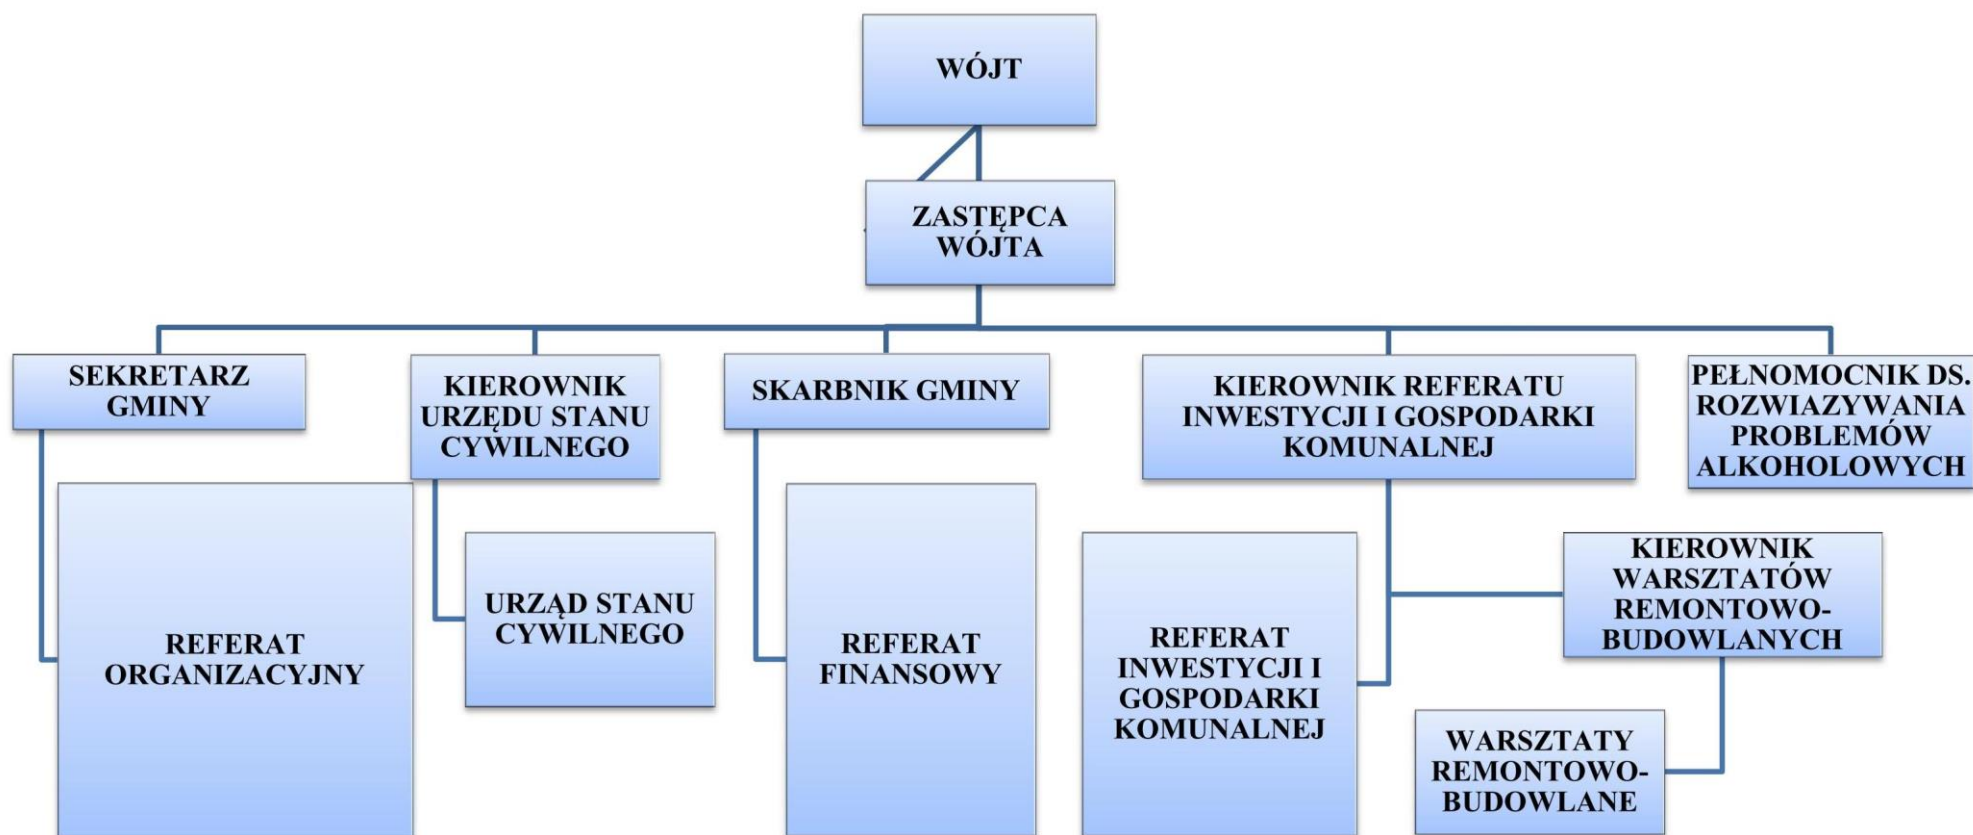 WÓJT
ZASTĘPCA
WÓJTA
SEKRETARZ
GMINY
KIEROWNIK
URZĘDU STANU
CYWILNEGO
SKARBNIK GMINY
KIEROWNIK REFERATU
INWESTYCJI I GOSPODARKI
KOMUNALNEJ
PEŁNOMOCNIK DS.
ROZWIAZYWANIA
PROBLEMÓW
ALKOHOLOWYCH
REFERAT
ORGANIZACYJNY
URZĄD STANU
CYWILNEGO
REFERAT
FINANSOWY
REFERAT
INWESTYCJI I
GOSPODARKI
KOMUNALNEJ
KIEROWNIK
WARSZTATÓW
REMONTOWO-
BUDOWLANYCH
WARSZTATY
REMONTOWO-
BUDOWLANE